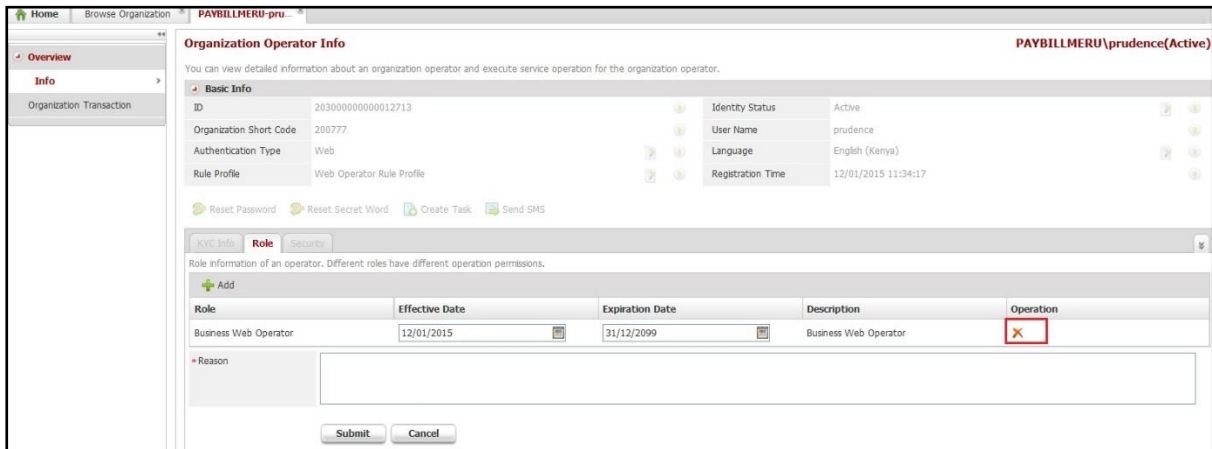 Home Browse Organization PAYBILLMERU-pru...
Overview
Info
Organization Transaction
Organization Operator Info PAYBILLMERU\prudence(Active)
You can view detailed information about an organization operator and execute service operation for the organization operator.
Basic Info
ID 203000000000012713 Identity Status Active
Organization Short Code 200777 User Name prudence
Authentication Type Web Language English (Kenya)
Rule Profile Web Operator Rule Profile Registration Time 12/01/2015 11:34:17
Reset Password Reset Secret Word Create Task Send SMS
KYC Info Role Security
Role information of an operator. Different roles have different operation permissions.
Add
Role Effective Date Expiration Date Description Operation
Business Web Operator 12/01/2015 31/12/2099 Business Web Operator
* Reason
Submit Cancel